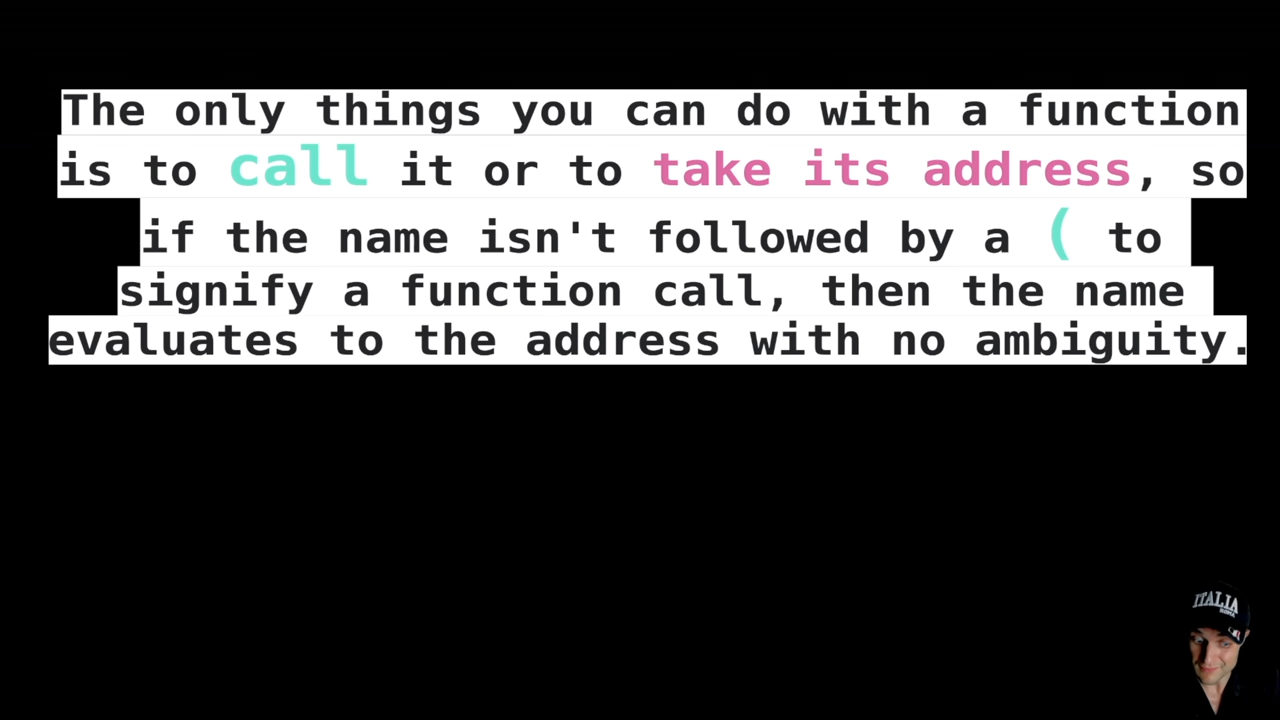 The only things you can do with a function
is to call it or to take its address, so
if the name isn't followed by a ( to
signify a function call, then the name
evaluates to the address with no ambiguity.
ITALIA